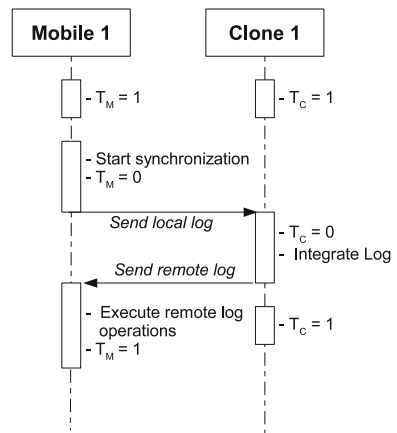 Mobile 1
Clone 1
- T_M = 1
- T_C = 1
- Start synchronization
- T_M = 0
Send local log
- T_C = 0
- Integrate Log
Send remote log
- Execute remote log
operations
- T_M = 1
- T_C = 1